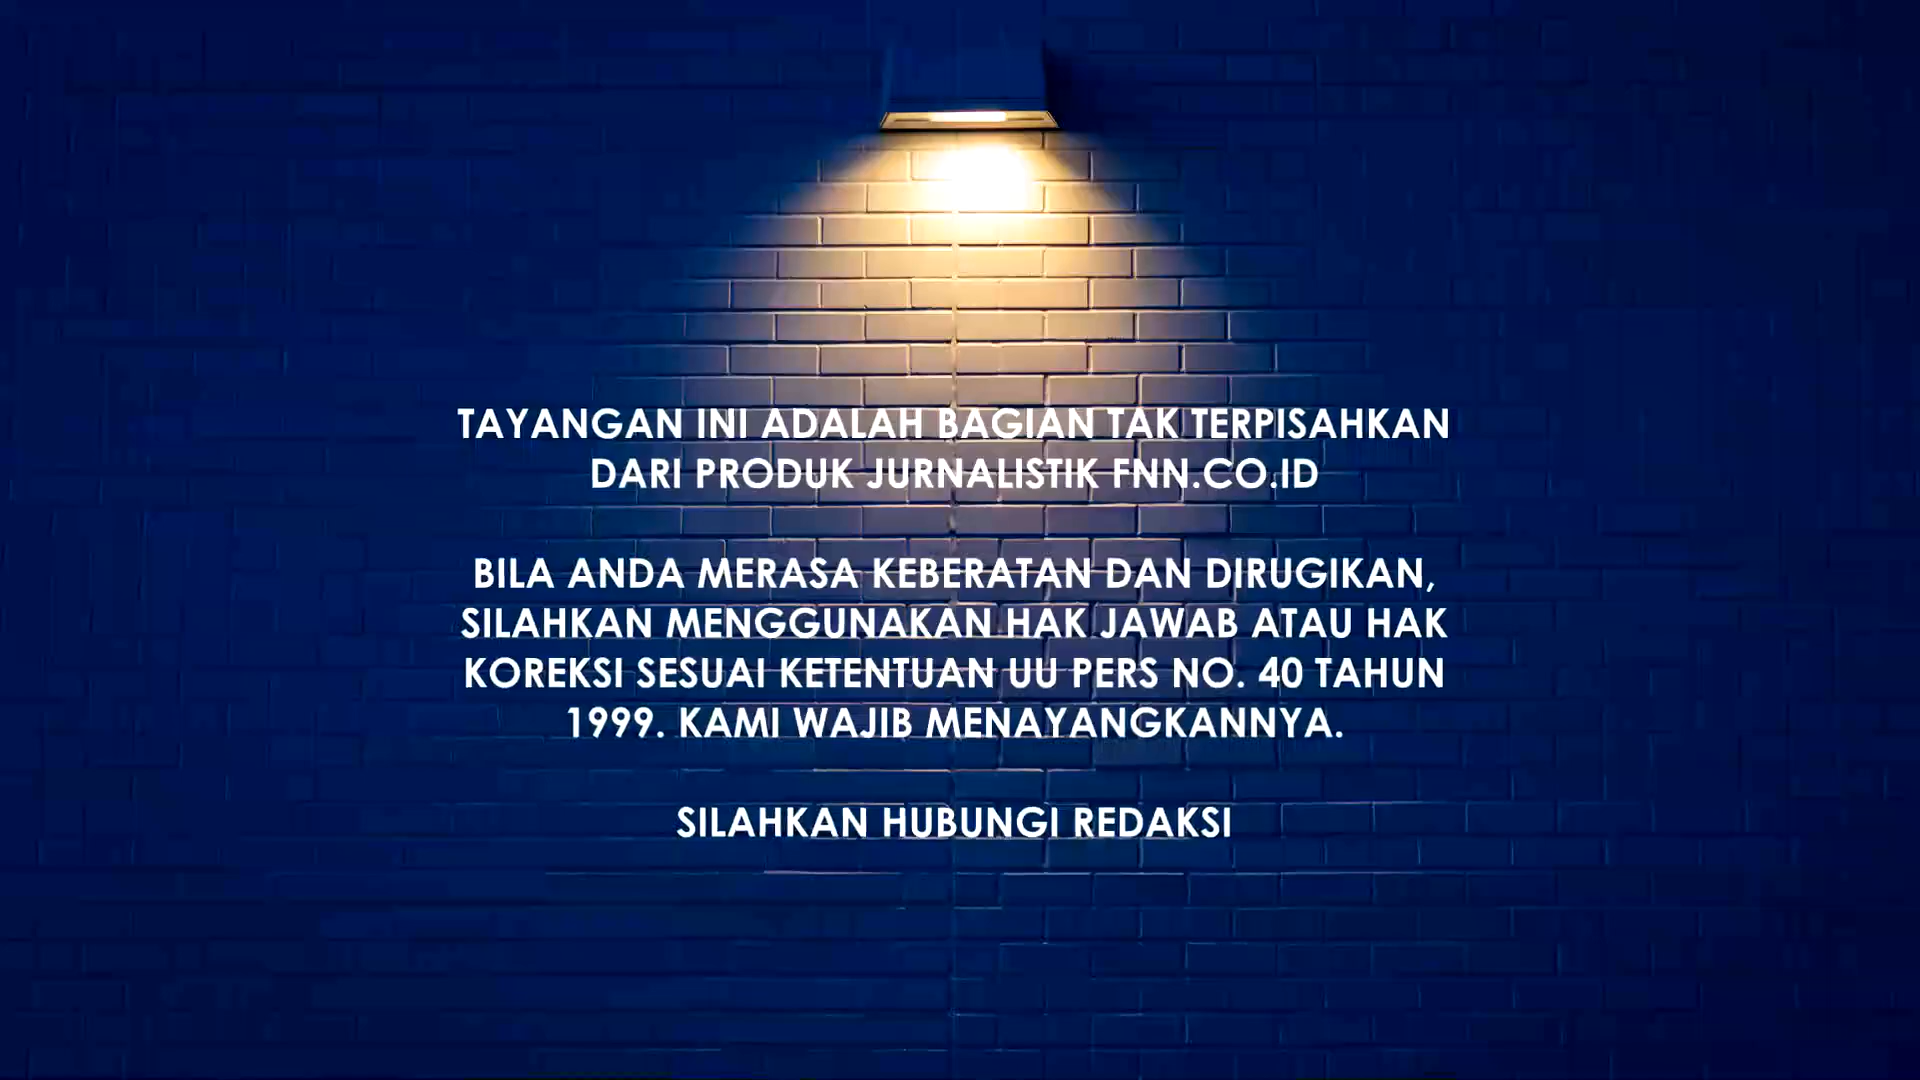 TAYANGAN INI ADALAH BAGIAN TAK TERPISAHKAN
DARI PRODUK JURNALISTIK FNN.CO.ID
BILA ANDA MERASA KEBERATAN DAN DIRUGIKAN,
SILAHKAN MENGGUNAKAN HAK JAWAB ATAU HAK
KOREKSI SESUAI KETENTUAN UU PERS NO. 40 TAHUN
1999. KAMI WAJIB MENAYANGKANNYA.
SILAHKAN HUBUNGI REDAKSI